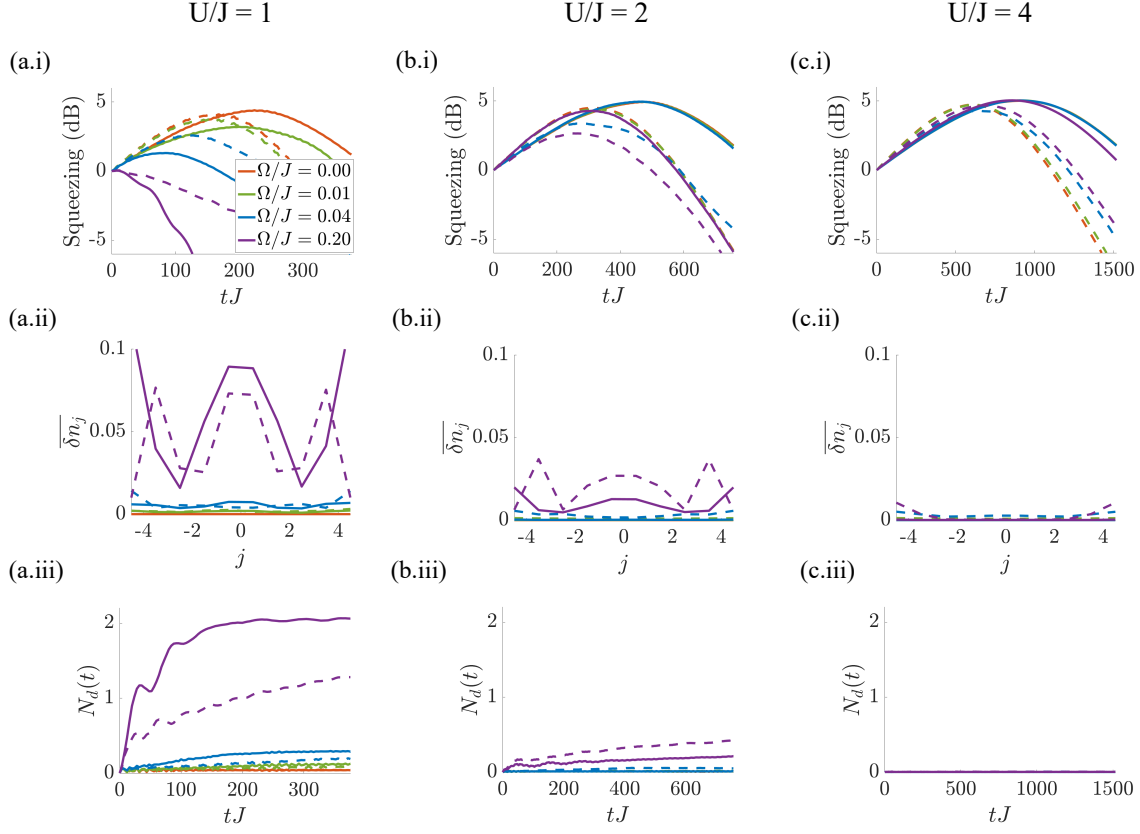 U/J = 1 U/J = 2 U/J = 4
(a.i) (b.i) (c.i)
Squeezing (dB) Squeezing (dB) Squeezing (dB)
5 0 -5
5 0 -5
5 0 -5
Ω/J = 0.00
Ω/J = 0.01
Ω/J = 0.04
Ω/J = 0.20
0 100 200 300
0 200 400 600
0 500 1000 1500
tJ tJ tJ
(a.ii) (b.ii) (c.ii)
0.1 0.05 0
0.1 0.05 0
0.1 0.05 0
δn_j δn_j δn_j
-4 -2 0 2 4
-4 -2 0 2 4
-4 -2 0 2 4
j j j
(a.iii) (b.iii) (c.iii)
N_d(t) N_d(t) N_d(t)
2 1 0
2 1 0
2 1 0
0 100 200 300
0 200 400 600
0 500 1000 1500
tJ tJ tJ